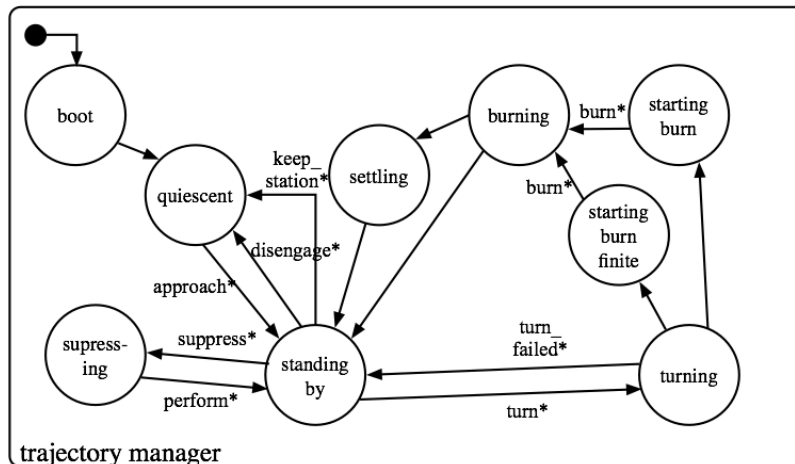 boot
quiescent
keep_
station*
settling
burning
burn*
starting
burn
burn*
starting
burn
finite
disengage*
approach*
supress-
ing
suppress*
perform*
standing
by
turn_
failed*
turn*
turning
trajectory manager